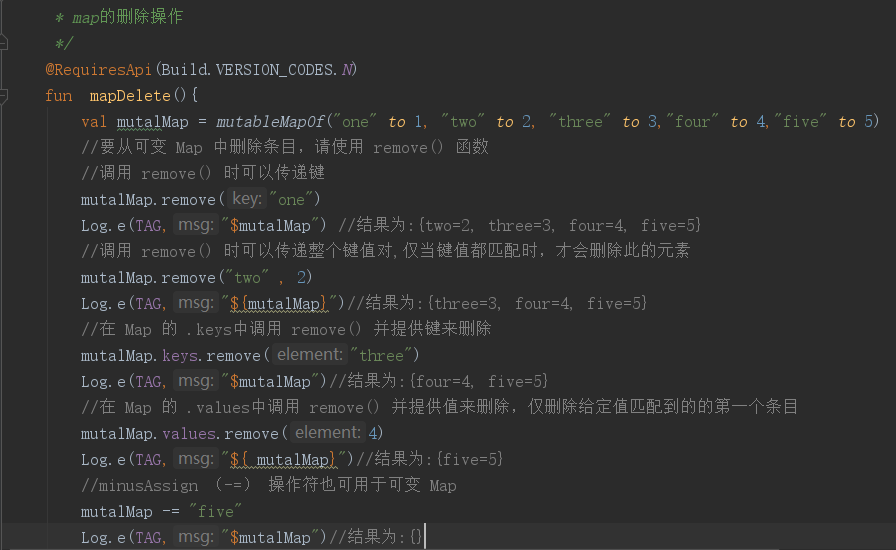 * map的删除操作
*/
@RequiresApi(Build.VERSION_CODES.N)
fun  mapDelete(){
val mutalMap = mutableMapOf("one" to 1, "two" to 2, "three" to 3,"four" to 4,"five" to 5)
//要从可变 Map 中删除条目，请使用 remove() 函数
//调用 remove() 时可以传递键
mutalMap.remove( key: "one")
Log.e(TAG, msg: "$mutalMap") //结果为:{two=2, three=3, four=4, five=5}
//调用 remove() 时可以传递整个键值对,仅当键值都匹配时，才会删除此的元素
mutalMap.remove("two" , 2)
Log.e(TAG, msg: "${mutalMap}")//结果为:{three=3, four=4, five=5}
//在 Map 的 .keys中调用 remove() 并提供键来删除
mutalMap.keys.remove( element: "three")
Log.e(TAG, msg: "$mutalMap")//结果为:{four=4, five=5}
//在 Map 的 .values中调用 remove() 并提供值来删除，仅删除给定值匹配到的的第一个条目
mutalMap.values.remove( element: 4)
Log.e(TAG, msg: "${ mutalMap}")//结果为:{five=5}
//minusAssign （-=） 操作符也可用于可变 Map
mutalMap -= "five"
Log.e(TAG, msg: "$mutalMap")//结果为:{}